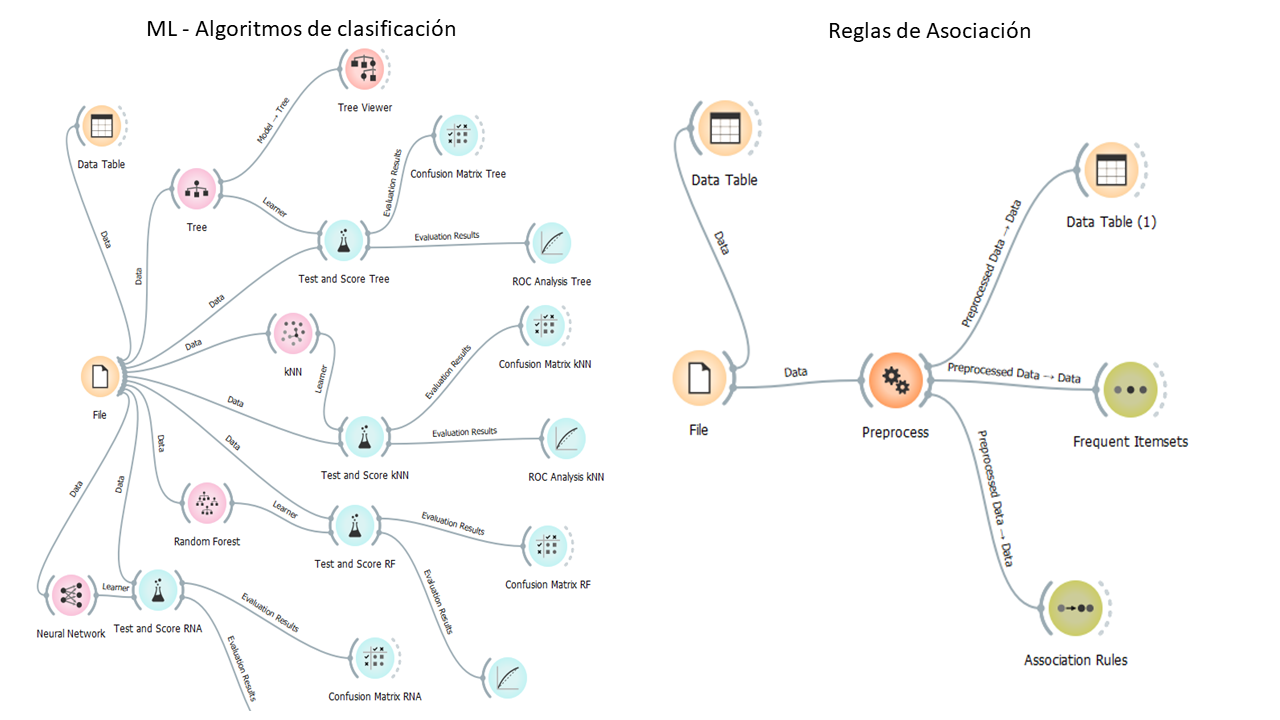 ML - Algoritmos de clasificación
Tree Viewer
Model → Tree
Data Table
Confusion Matrix Tree
Evaluation Results
Tree
Learner
Data
Data
Test and Score Tree
Evaluation Results
ROC Analysis Tree
Data
Data
kNN
Learner
Evaluation Results
Confusion Matrix kNN
File
Data
Test and Score kNN
Evaluation Results
ROC Analysis kNN
Data
Data
Data
Data
Random Forest
Learner
Test and Score RF
Evaluation Results
Confusion Matrix RF
Evaluation Results
Neural Network
Learner
Test and Score RNA
Evaluation Results
Confusion Matrix RNA
Evaluation Results
Reglas de Asociación
Data Table
Data
File
Data
Preprocess
Preprocessed Data → Data
Data Table (1)
Preprocessed Data → Data
Frequent Itemsets
Preprocessed Data → Data
Association Rules